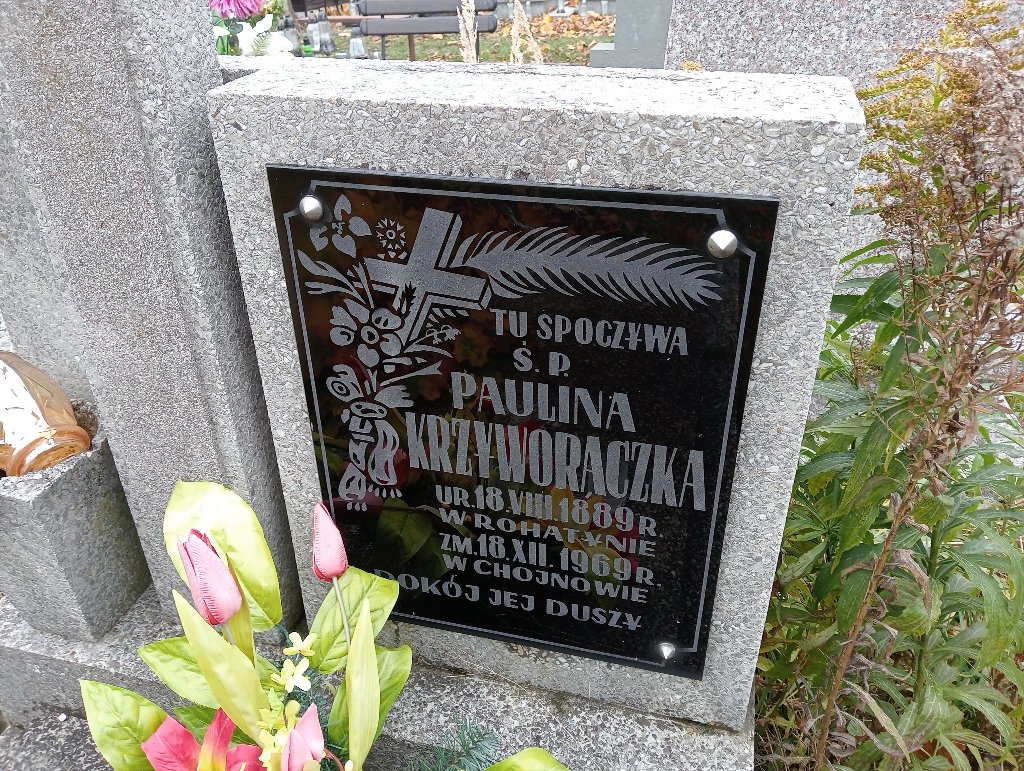 TU SPOCZYWA
Ś. P.
PAULINA
KRZYWORACZKA
UR. 18. VIII. 1889 R.
W ROHATYNIE
ZM. 18. XII. 1969 R.
W CHOJNOWIE
POKÓJ JEJ DUSZY